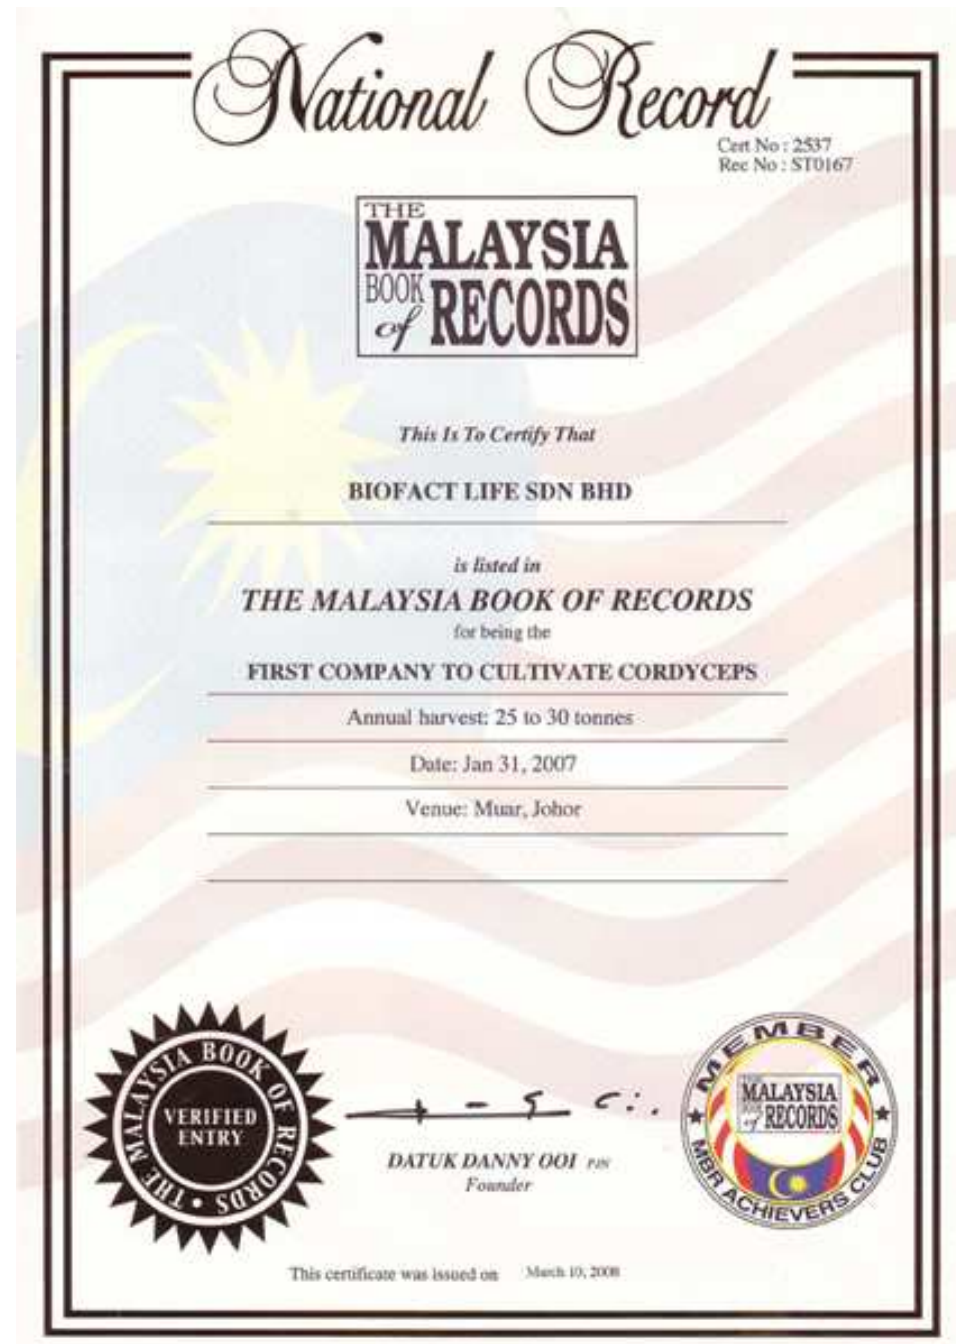 National Record
Cert No : 2537
Rec No : ST0167
THE
MALAYSIA
BOOK
of RECORDS
This Is To Certify That
BIOFACT LIFE SDN BHD
is listed in
THE MALAYSIA BOOK OF RECORDS
for being the
FIRST COMPANY TO CULTIVATE CORDYCEPS
Annual harvest: 25 to 30 tonnes
Date: Jan 31, 2007
Venue: Muar, Johor
THE MALAYSIA BOOK OF RECORDS
VERIFIED
ENTRY
DATUK DANNY OOI PJN
Founder
MEMBER
THE
MALAYSIA
BOOK
of RECORDS
MBR ACHIEVERS CLUB
This certificate was issued on March 10, 2008